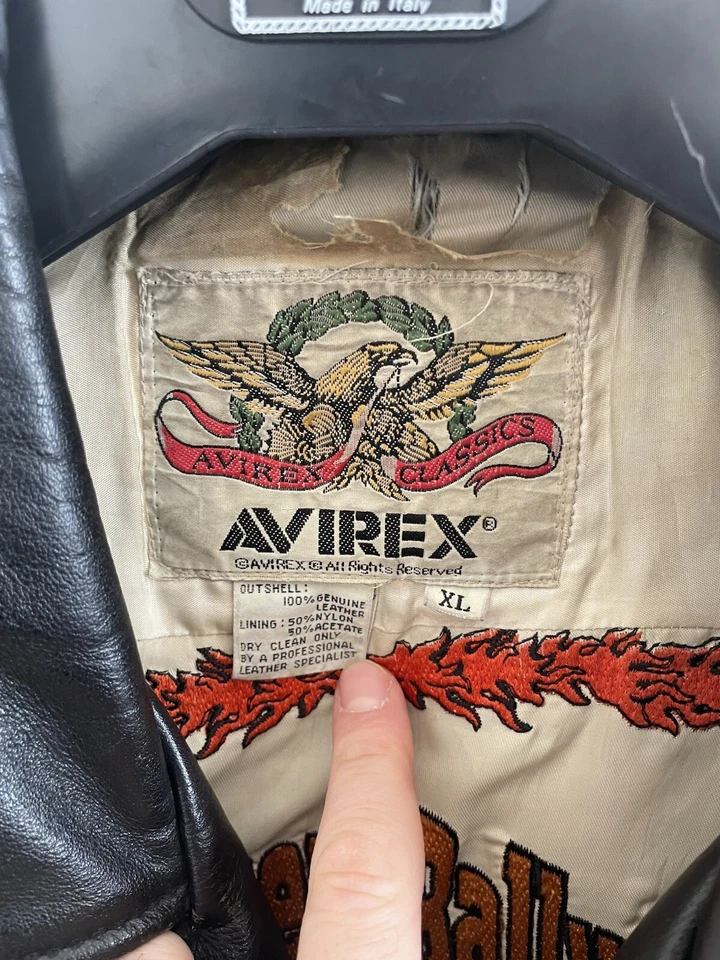 Made in Italy
AVIREX CLASSICS
AVIREX®
©AVIREX © All Rights Reserved
OUTSHELL:
100% GENUINE
LEATHER
LINING: 50% NYLON
50% ACETATE
DRY CLEAN ONLY
BY A PROFESSIONAL
LEATHER SPECIALIST
XL
Rally